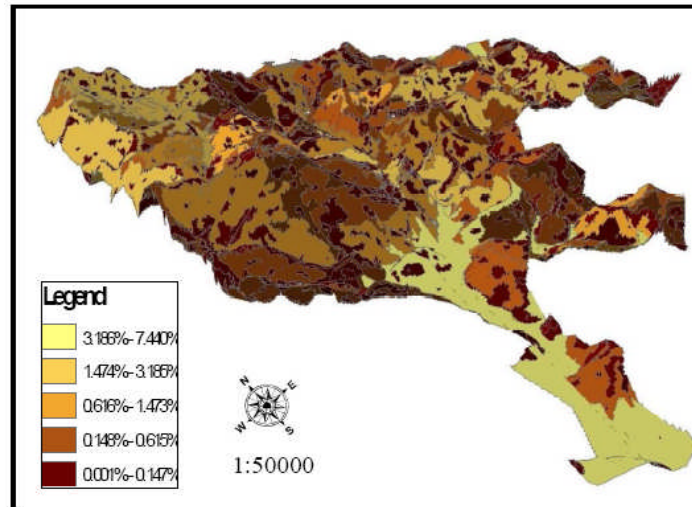 Legend
3.186%-7.440%
1.474%-3.185%
0.616%-1.473%
0.148%-0.615%
0.001%-0.147%
N
E
W
S
1:50000